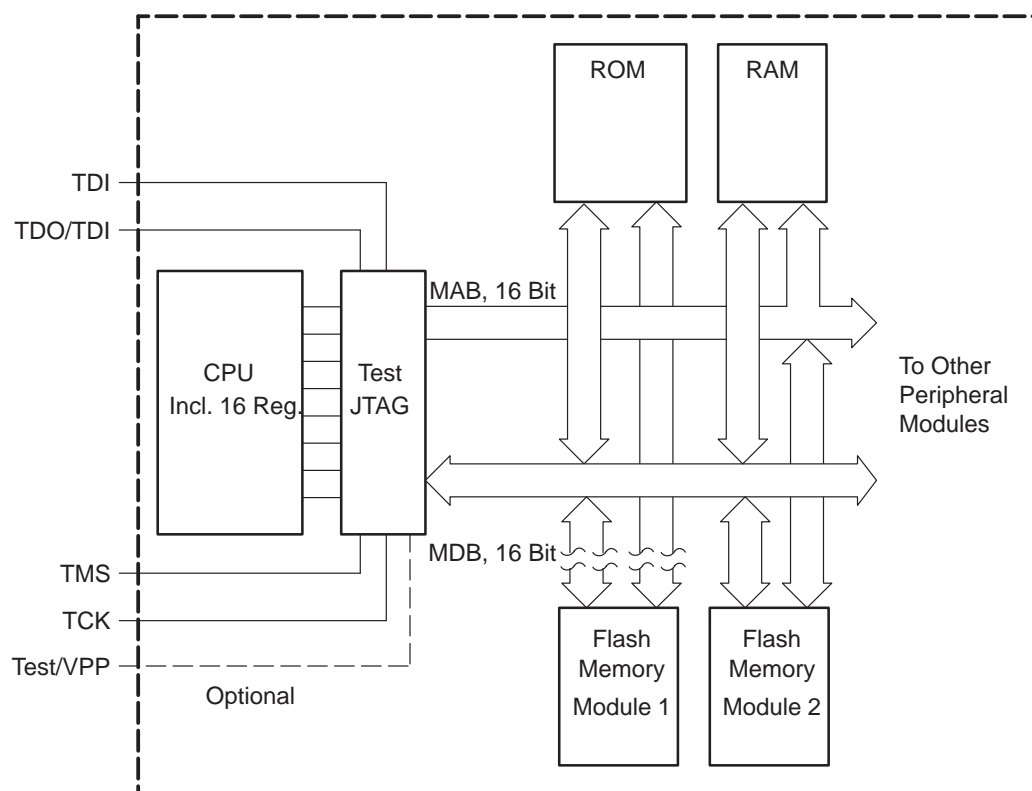 ROM
RAM
TDI
TDO/TDI
MAB, 16 Bit
CPU
Incl. 16 Reg.
Test
JTAG
To Other
Peripheral
Modules
MDB, 16 Bit
TMS
TCK
Test/VPP
Optional
Flash
Memory
Module 1
Flash
Memory
Module 2